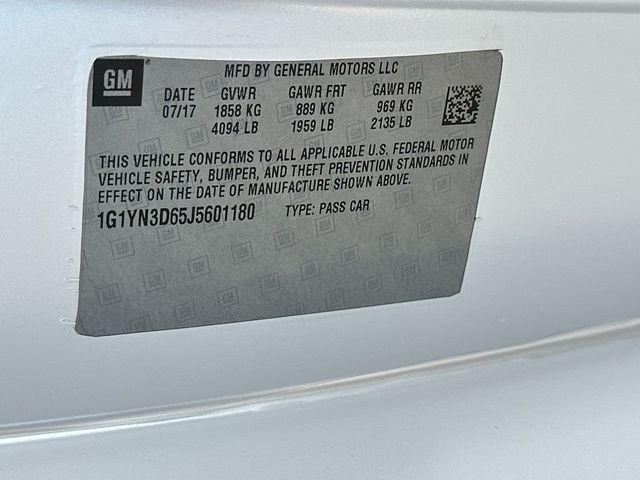 GM MFD BY GENERAL MOTORS LLC
DATE GVWR GAWR FRT GAWR RR
07/17 1858 KG 889 KG 969 KG
4094 LB 1959 LB 2135 LB
THIS VEHICLE CONFORMS TO ALL APPLICABLE U.S. FEDERAL MOTOR
VEHICLE SAFETY, BUMPER, AND THEFT PREVENTION STANDARDS IN
EFFECT ON THE DATE OF MANUFACTURE SHOWN ABOVE.
1G1YN3D65J5601180 TYPE: PASS CAR